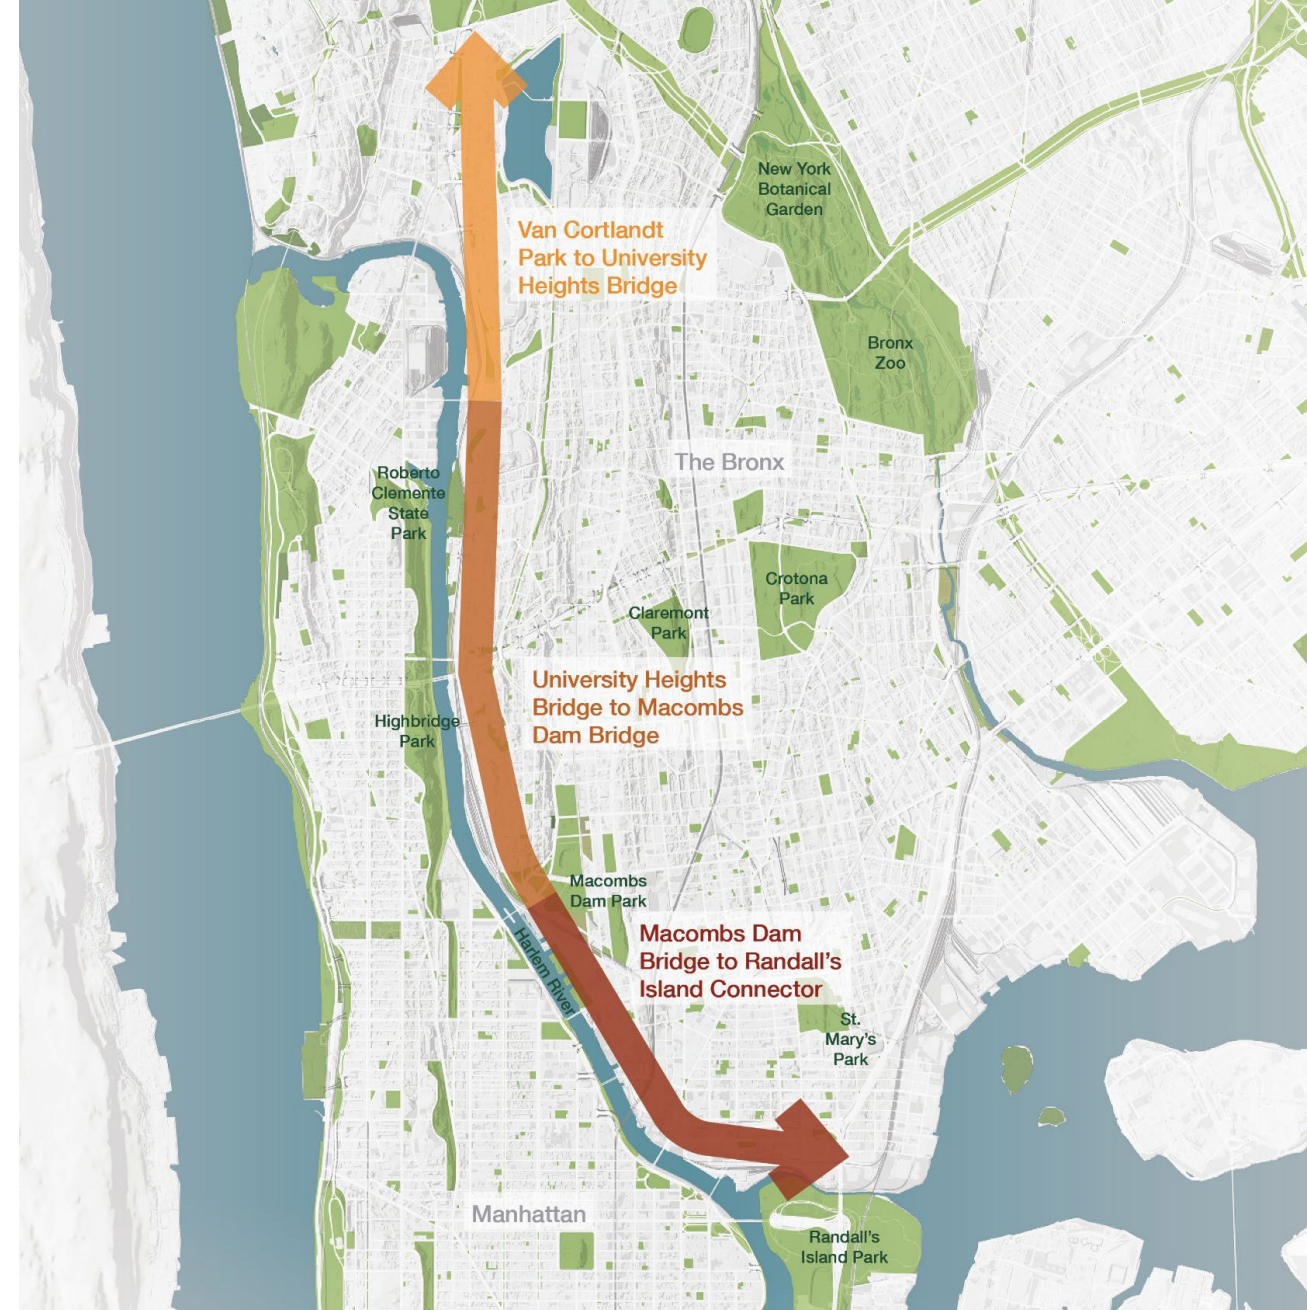 New York
Botanical
Garden
Van Cortlandt
Park to University
Heights Bridge
Bronx
Zoo
The Bronx
Roberto
Clemente
State
Park
Crotona
Park
Claremont
Park
University Heights
Bridge to Macombs
Dam Bridge
Highbridge
Park
Macombs
Dam Park
Macombs Dam
Bridge to Randall's
Island Connector
Harlem River
St.
Mary's
Park
Manhattan
Randall's
Island Park